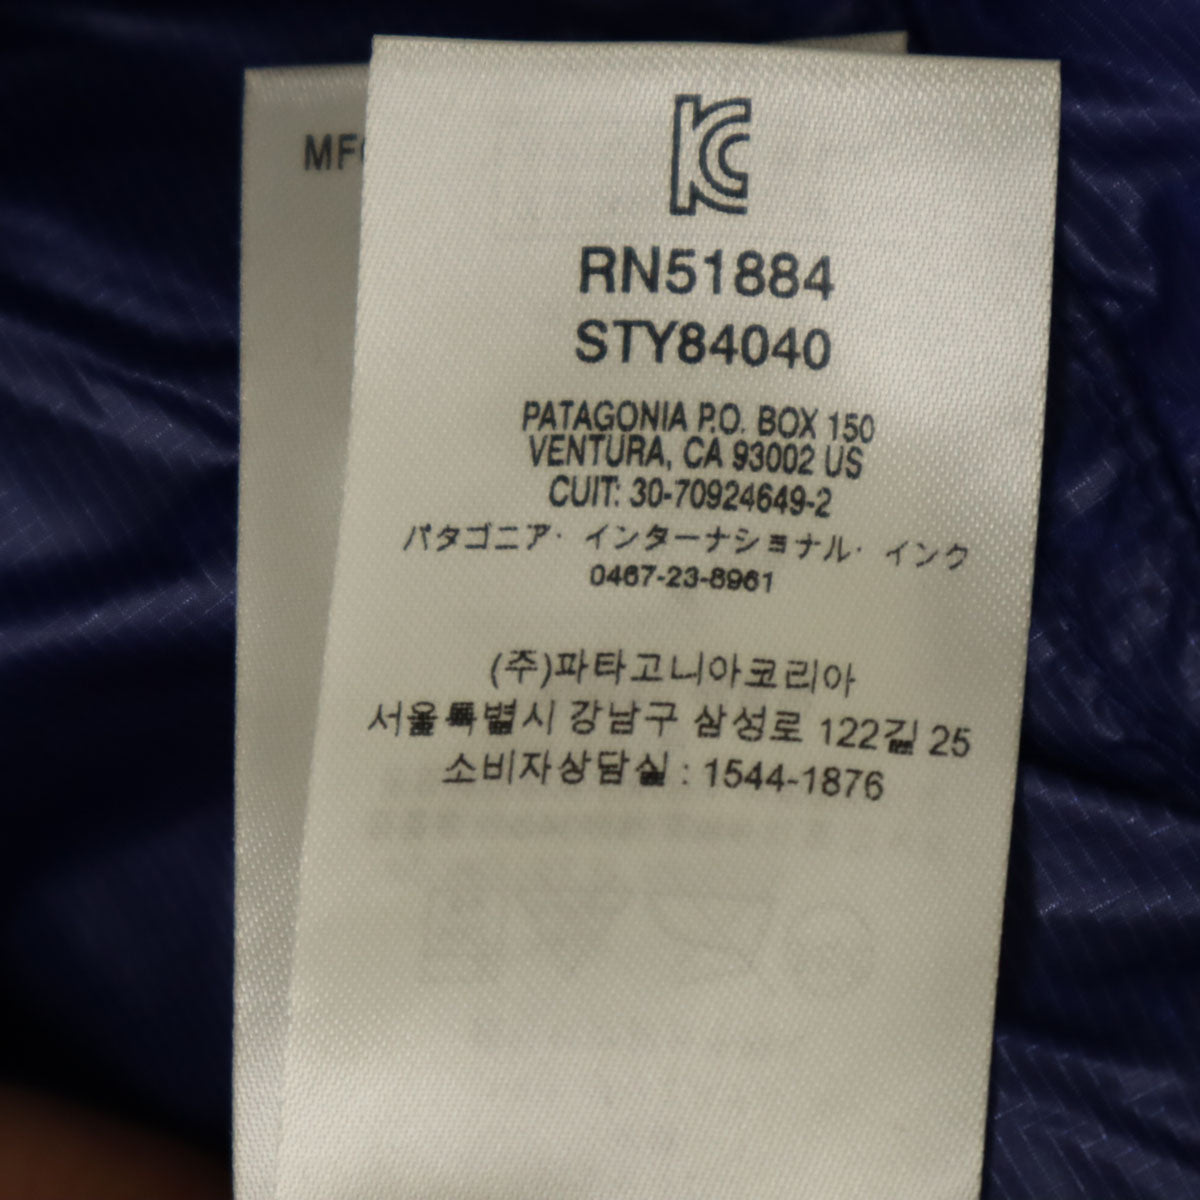 MF
KC
RN51884
STY84040
PATAGONIA P.O. BOX 150
VENTURA, CA 93002 US
CUIT: 30-70924649-2
パタゴニア・インターナショナル・インク
0467-23-8961
(주)파타고니아코리아
서울특별시 강남구 삼성로 122길 25
소비자상담실 : 1544-1876